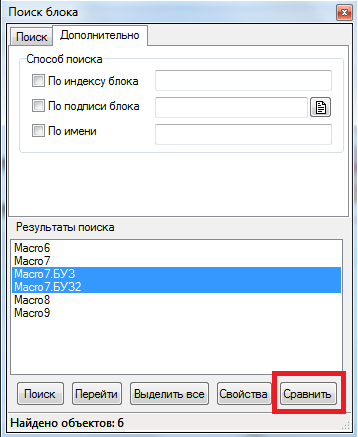 Поиск блока
Поиск Дополнительно
Способ поиска
По индексу блока
По подписи блока
По имени
Результаты поиска
Macro6
Macro7
Macro7.БУ3
Macro7.БУ32
Macro8
Macro9
Поиск Перейти Выделить все Свойства Сравнить
Найдено объектов: 6